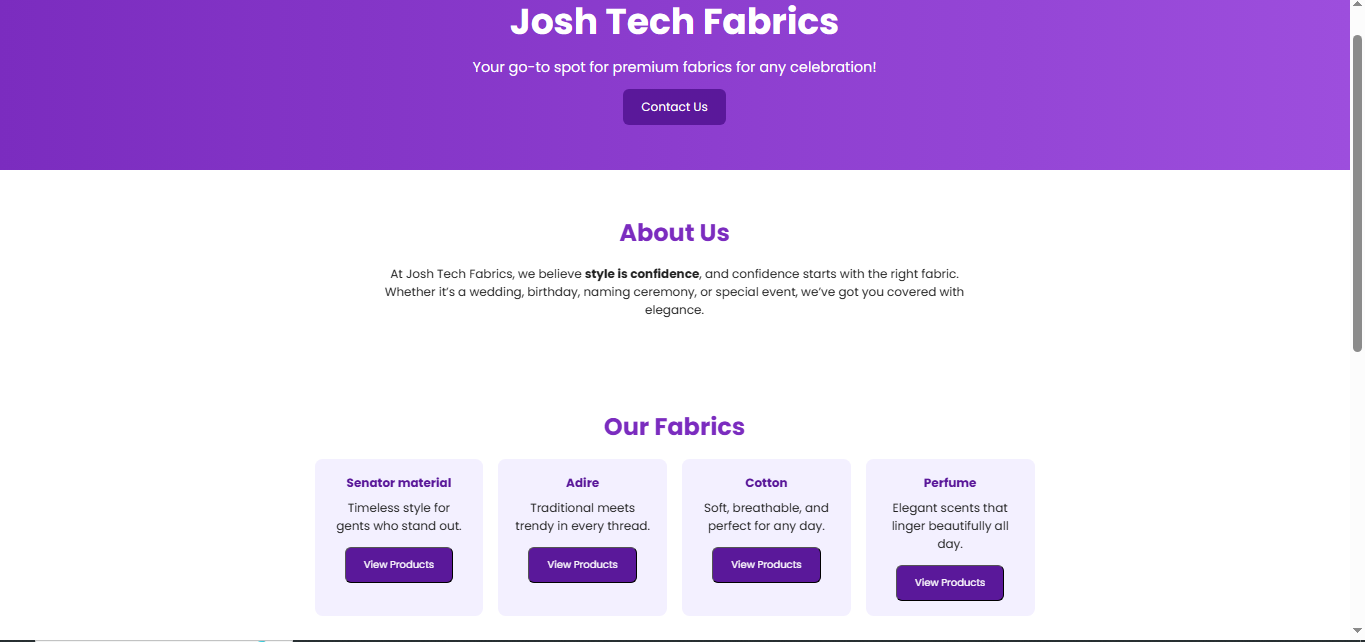 Josh Tech Fabrics
Your go-to spot for premium fabrics for any celebration!
Contact Us
About Us
At Josh Tech Fabrics, we believe style is confidence, and confidence starts with the right fabric.
Whether it's a wedding, birthday, naming ceremony, or special event, we've got you covered with
elegance.
Our Fabrics
Senator material
Timeless style for
gents who stand out.
View Products
Adire
Traditional meets
trendy in every thread.
View Products
Cotton
Soft, breathable, and
perfect for any day.
View Products
Perfume
Elegant scents that
linger beautifully all
day.
View Products